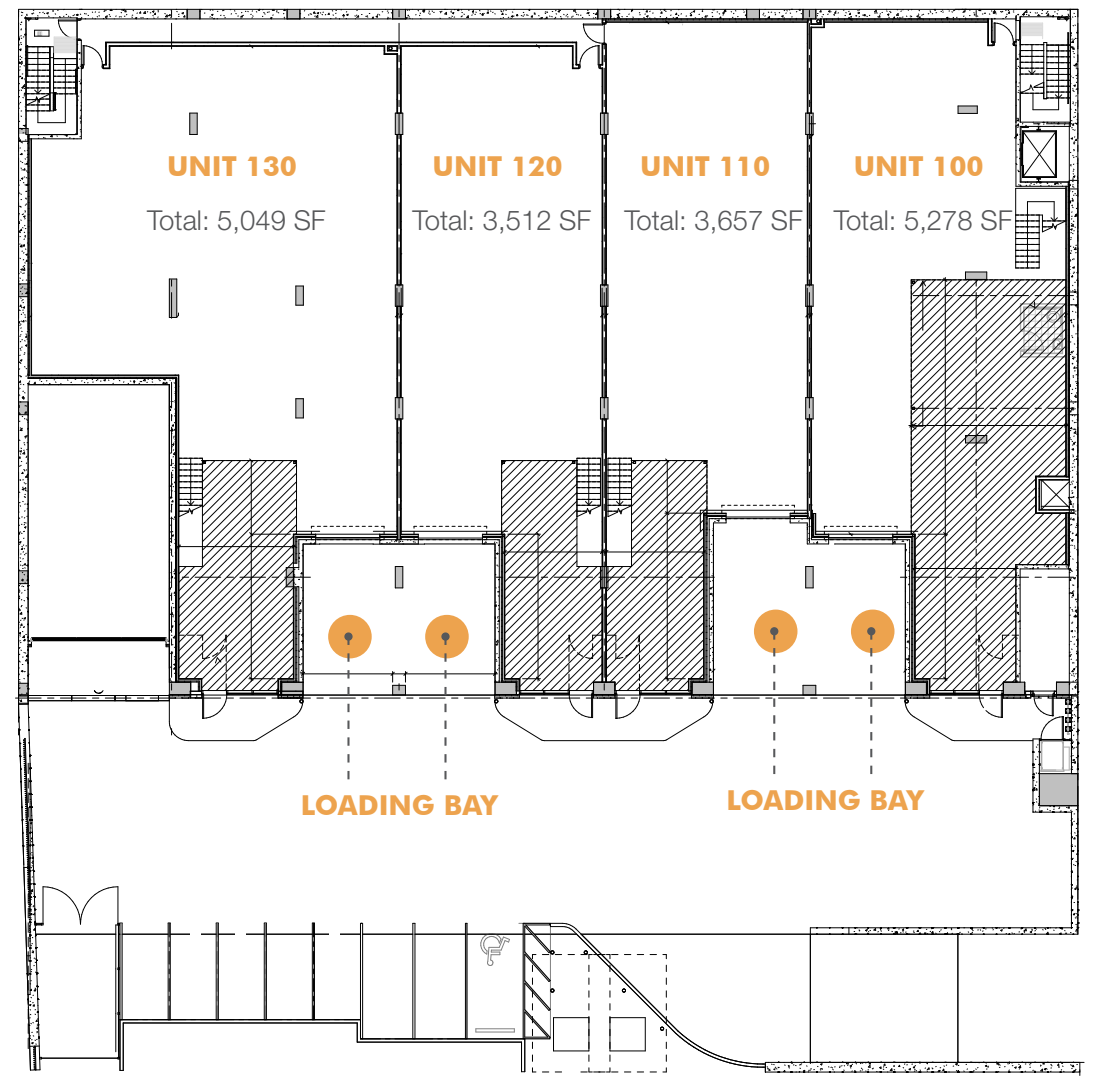 UNIT 130
Total: 5,049 SF
UNIT 120
Total: 3,512 SF
UNIT 110
Total: 3,657 SF
UNIT 100
Total: 5,278 SF
LOADING BAY
LOADING BAY